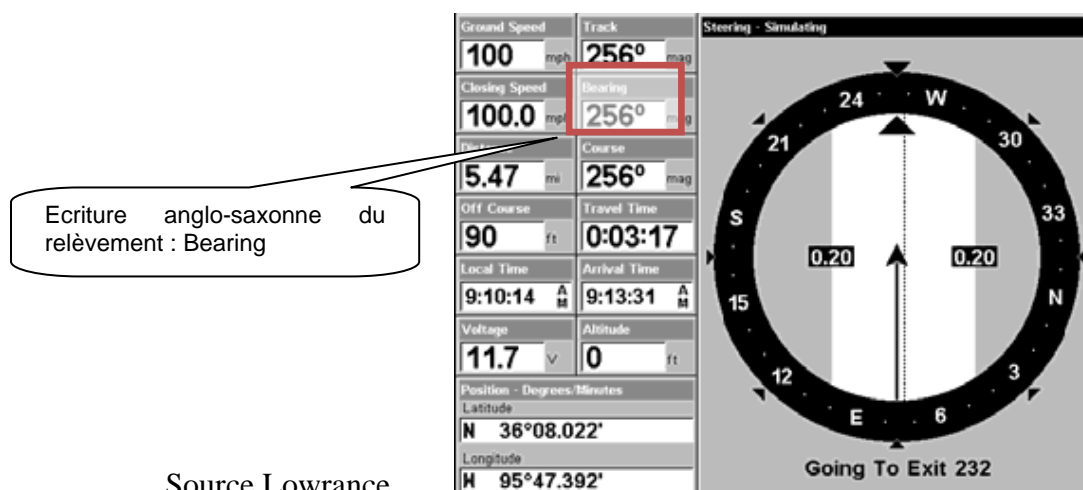 Ground Speed Track Steering - Simulating
100 mph 256° mag
Closing Speed Bearing
100.0 mph 256° mag
Distance Course
5.47 mi 256° mag
Off Course Travel Time
90 ft 0:03:17
Local Time Arrival Time
9:10:14 AM 9:13:31 AM
Voltage Altitude
11.7 V 0 ft
Position - Degrees/Minutes
Latitude
N 36°08.022'
Longitude
W 95°47.392'
Ecriture anglo-saxonne du
relèvement : Bearing
24 W
21 30
S 33
0.20 0.20
15 N
12 3
E 6
Going To Exit 232
Source Lowrance